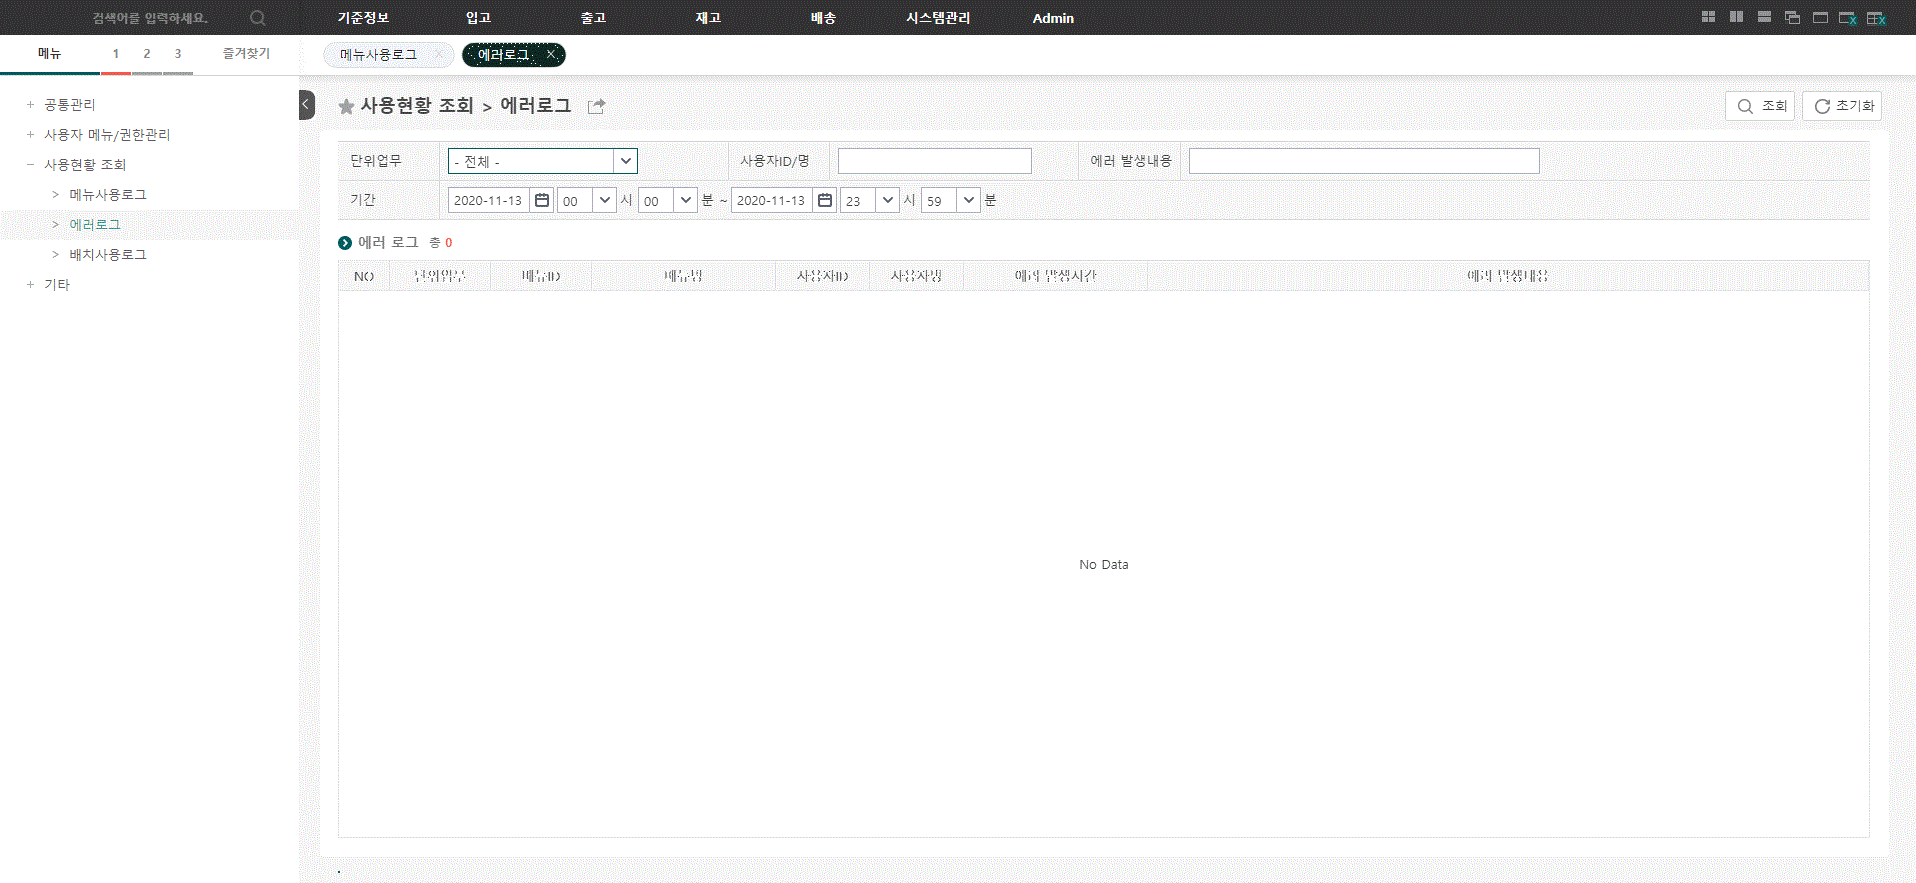 검색어를 입력하세요. 기준정보 입고 출고 재고 배송 시스템관리 Admin
메뉴 1 2 3 즐겨찾기 메뉴사용로그 에러로그
+ 공통관리
+ 사용자 메뉴/권한관리
− 사용현황 조회
> 메뉴사용로그
> 에러로그
> 배치사용로그
+ 기타
사용현황 조회 > 에러로그 조회 초기화
단위업무 - 전체 - 사용자ID/명 에러 발생내용
기간 2020-11-13 00 시 00 분 ~ 2020-11-13 23 시 59 분
에러 로그 총 0
NO 단위업무 메뉴ID 메뉴명 사용자ID 사용자명 에러 발생시간 에러 발생내용
No Data